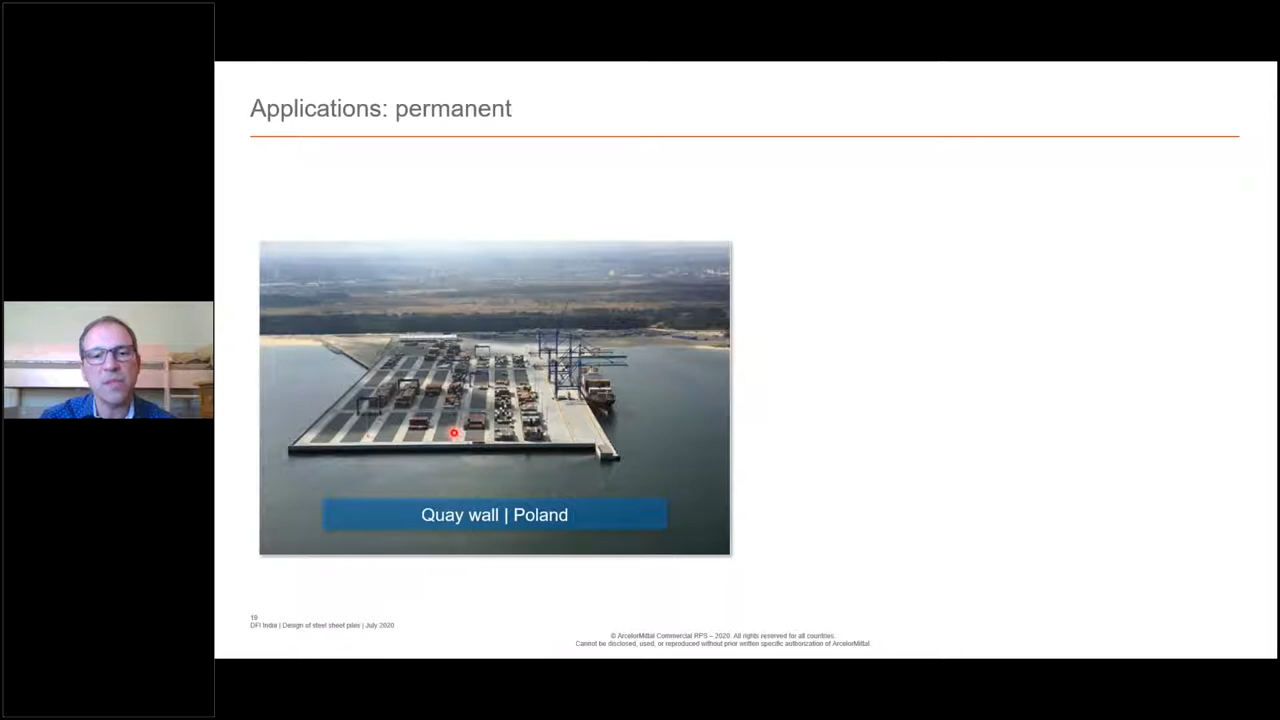 Applications: permanent
Quay wall | Poland
19
DFI India | Design of steel sheet piles | July 2020
© ArcelorMittal Commercial RPS – 2020. All rights reserved for all countries.
Cannot be disclosed, used, or reproduced without prior written specific authorization of ArcelorMittal.